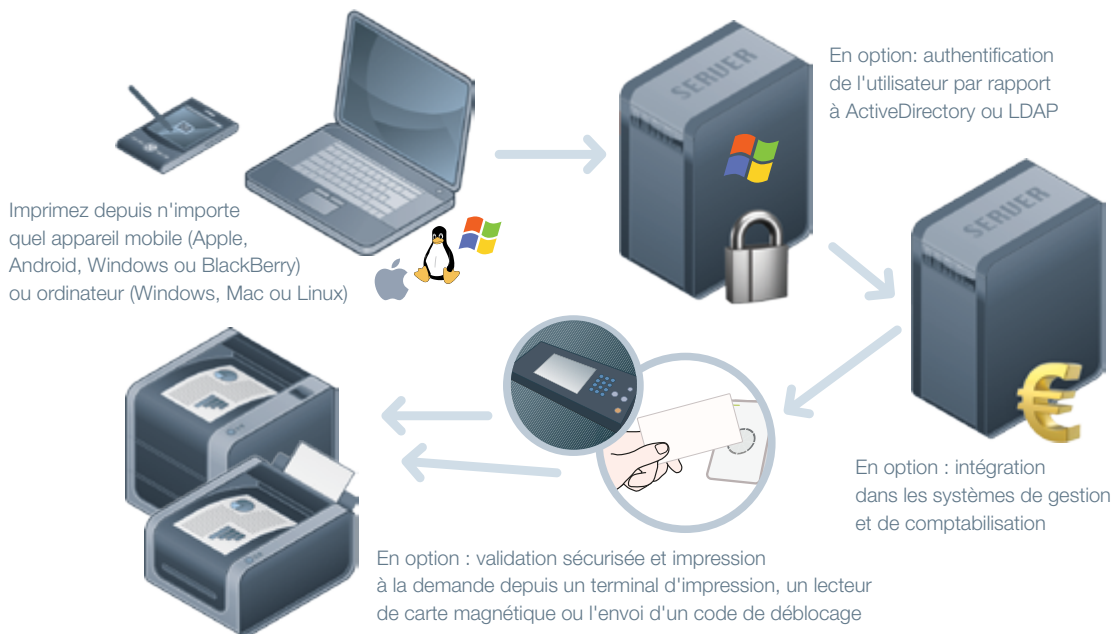 SERVER
En option: authentification
de l'utilisateur par rapport
à ActiveDirectory ou LDAP
Imprimez depuis n'importe
quel appareil mobile (Apple,
Android, Windows ou BlackBerry)
ou ordinateur (Windows, Mac ou Linux)
SERVER
En option : intégration
dans les systèmes de gestion
et de comptabilisation
En option : validation sécurisée et impression
à la demande depuis un terminal d'impression, un lecteur
de carte magnétique ou l'envoi d'un code de déblocage